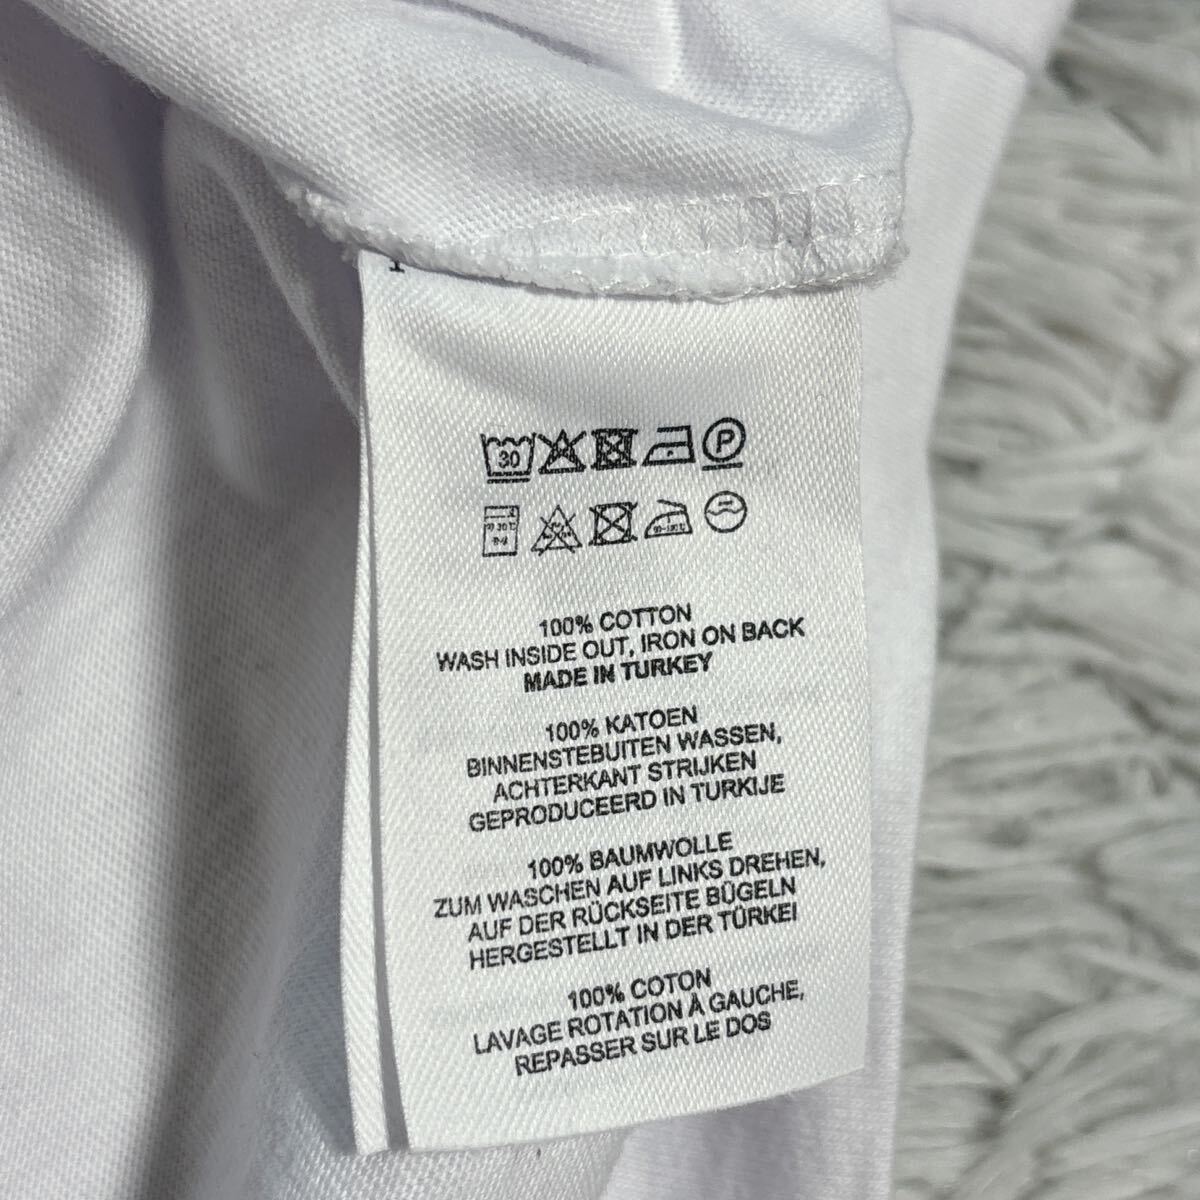 30
P
100% COTTON
WASH INSIDE OUT, IRON ON BACK
MADE IN TURKEY
100% KATOEN
BINNENSTEBUITEN WASSEN,
ACHTERKANT STRIJKEN
GEPRODUCEERD IN TURKIJE
100% BAUMWOLLE
ZUM WASCHEN AUF LINKS DREHEN,
AUF DER RÜCKSEITE BÜGELN
HERGESTELLT IN DER TÜRKEI
100% COTON
LAVAGE ROTATION À GAUCHE,
REPASSER SUR LE DOS